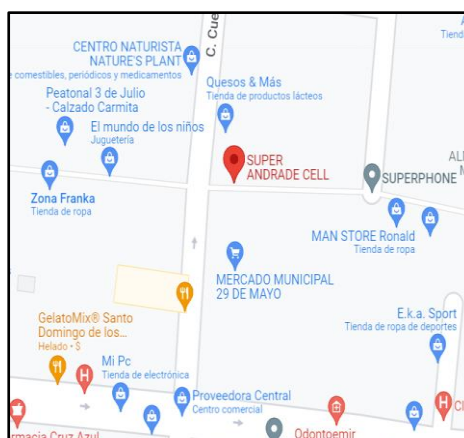 CENTRO NATURISTA
NATURE'S PLANT
e comestibles, periódicos y medicamentos
C. Cue
Tiend
Quesos & Más
Tienda de productos lácteos
Peatonal 3 de Julio
- Calzado Carmita
El mundo de los niños
Juguetería
SUPER
ANDRADE CELL
SUPERPHONE
Zona Franka
Tienda de ropa
MAN STORE Ronald
Tienda de ropa
MERCADO MUNICIPAL
29 DE MAYO
GelatoMix® Santo
Domingo de los...
Helado • $
E.k.a. Sport
Tienda de ropa de deportes
Mi Pc
Tienda de electrónica
Proveedora Central
Centro comercial
rmacia Cruz Azul
Odontoemir